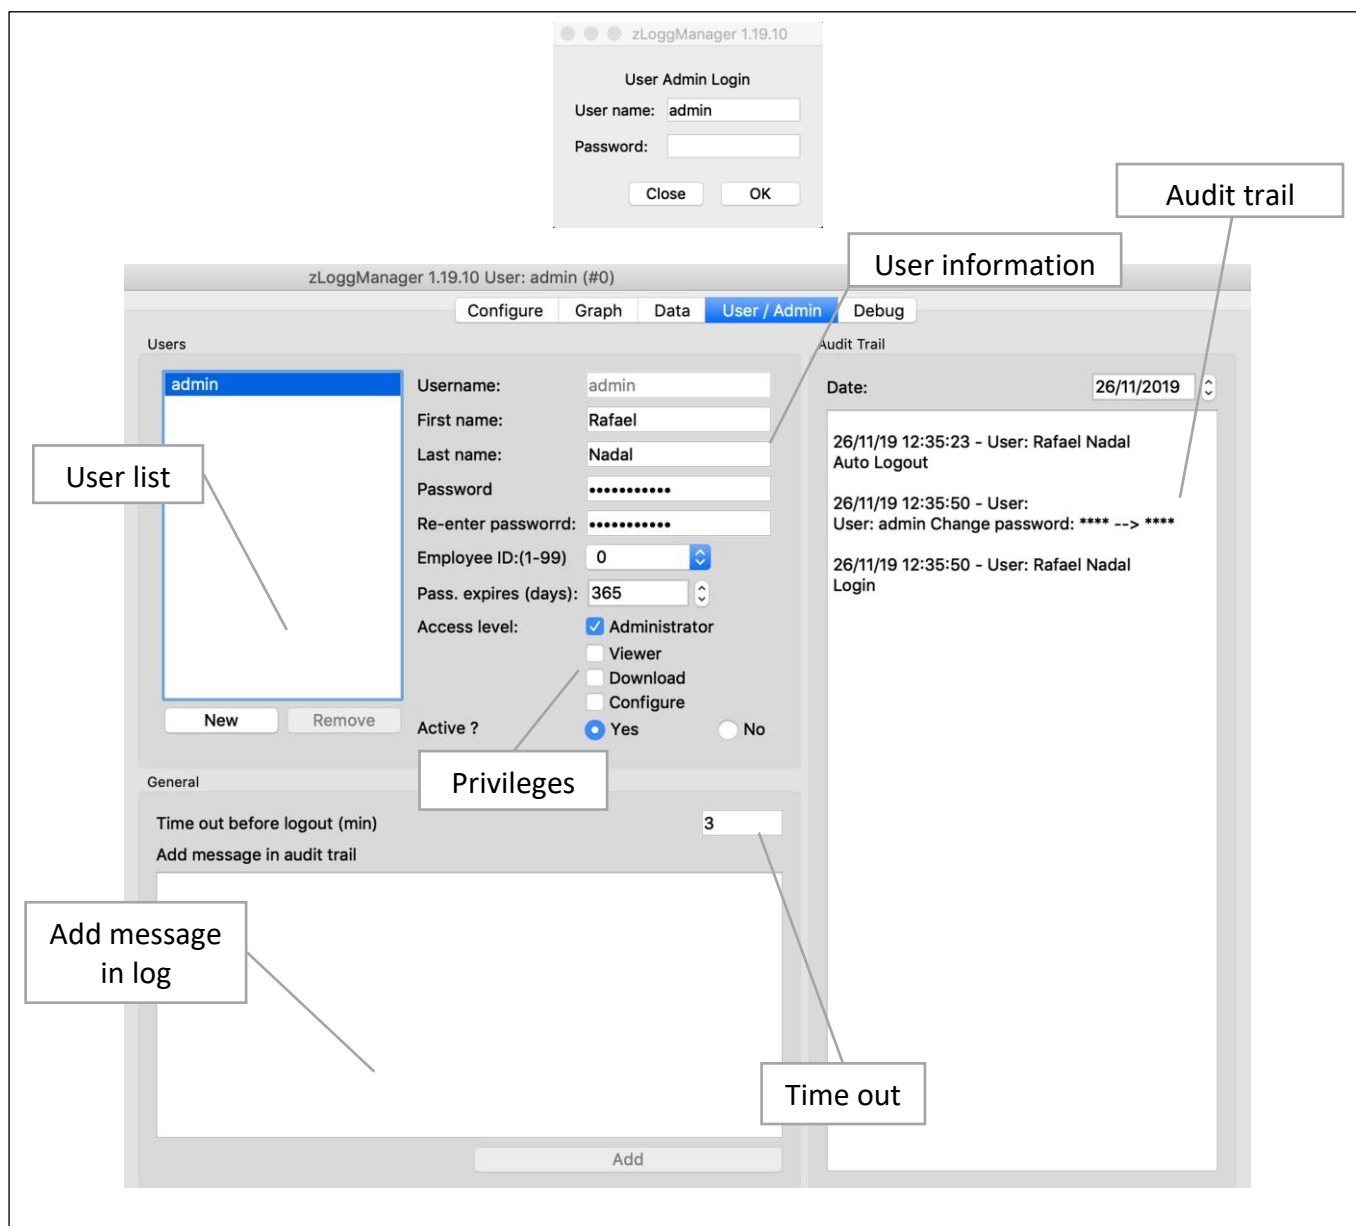 zLoggManager 1.19.10
User Admin Login
User name: admin
Password:
Close OK
Audit trail
User information
zLoggManager 1.19.10 User: admin (#0)
Configure Graph Data User / Admin Debug
Users
admin
User list
New Remove
Username: admin
First name: Rafael
Last name: Nadal
Password •••••••••••
Re-enter passworrd: •••••••••••
Employee ID:(1-99) 0
Pass. expires (days): 365
Access level: Administrator
Viewer
Download
Configure
Active ? Yes No
Privileges
Audit Trail
Date: 26/11/2019
26/11/19 12:35:23 - User: Rafael Nadal
Auto Logout
26/11/19 12:35:50 - User:
User: admin Change password: **** --> ****
26/11/19 12:35:50 - User: Rafael Nadal
Login
General
Time out before logout (min) 3
Add message in audit trail
Add message
in log
Time out
Add